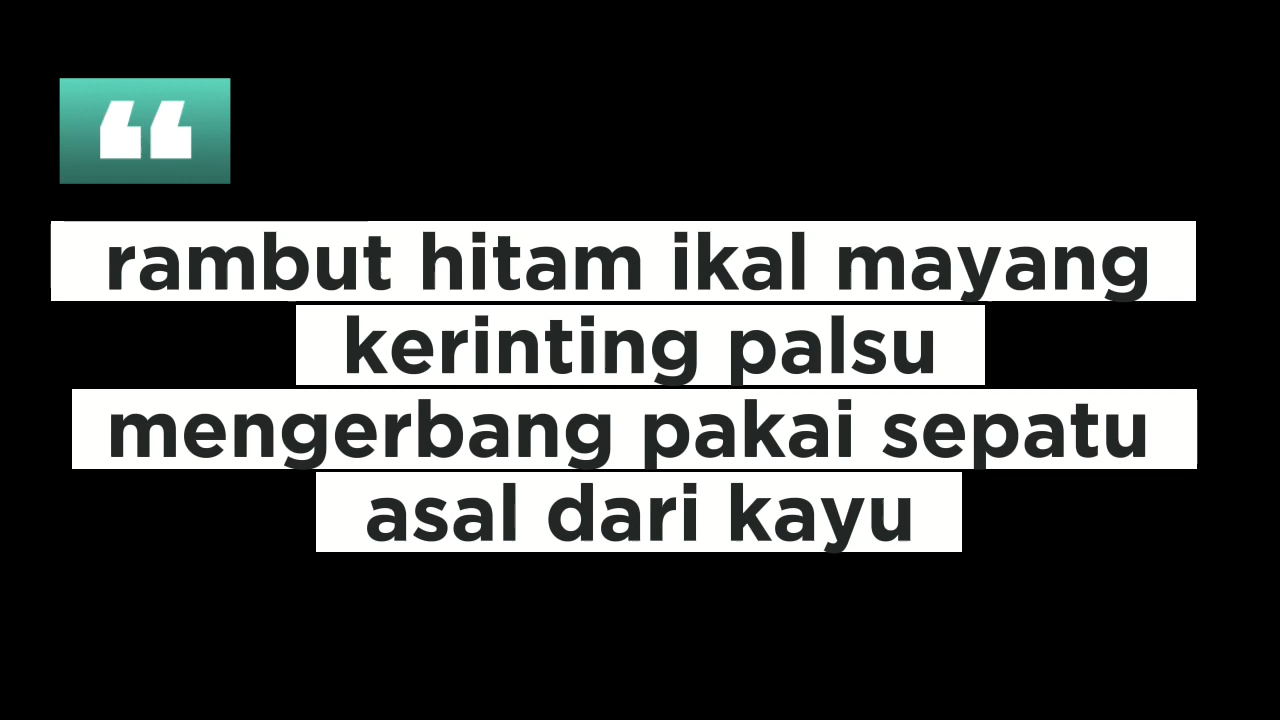 ❝
rambut hitam ikal mayang
kerinting palsu
mengerbang pakai sepatu
asal dari kayu